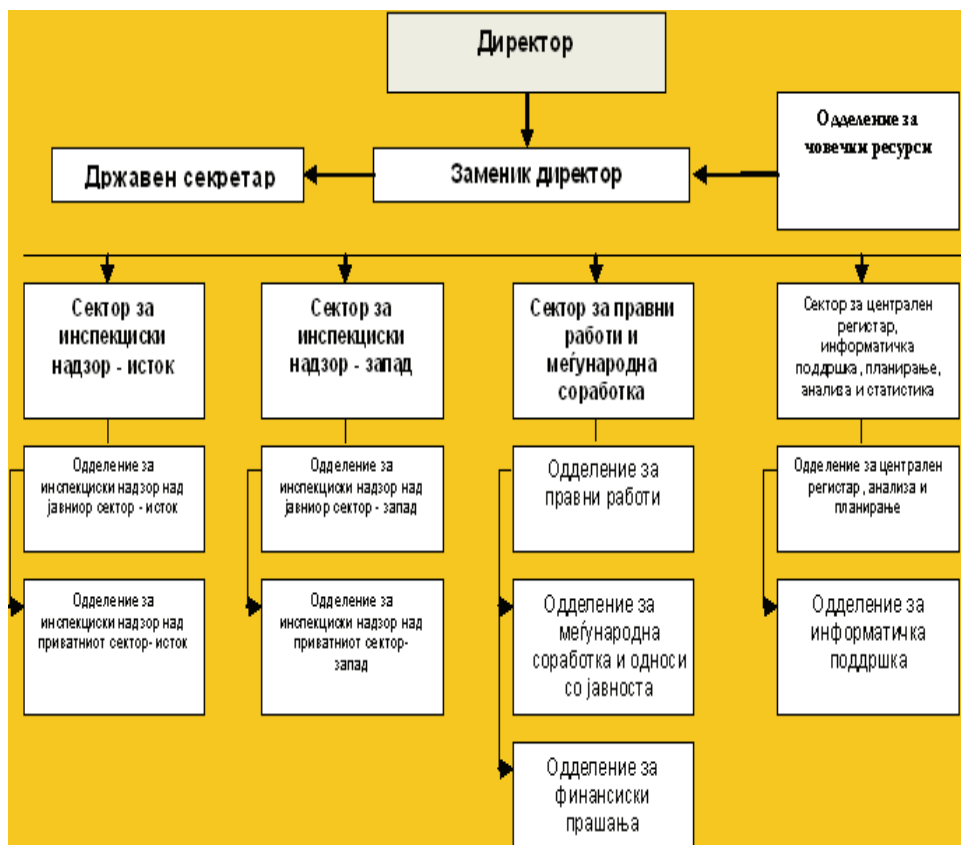 Директор
Одделение за
човечки ресурси
Државен секретар
Заменик директор
Сектор за
инспекциски
надзор - исток
Сектор за
инспекциски
надзор - запад
Сектор за правни
работи и
меѓународна
соработка
Сектор за централен
регистар,
информатичка
поддршка, планирање,
анализа и статистика
Одделение за
инспекциски надзор над
јавниор сектор - исток
Одделение за
инспекциски надзор над
јавниор сектор - запад
Одделение за
правни работи
Одделение за централен
регистар, анализа и
планирање
Одделение за
инспекциски надзор над
приватниот сектор- исток
Одделение за
инспекциски надзор над
приватниот сектор-
запад
Одделение за
меѓународна
соработка и односи
со јавноста
Одделение за
информатичка
поддршка
Одделение за
финансиски
прашања